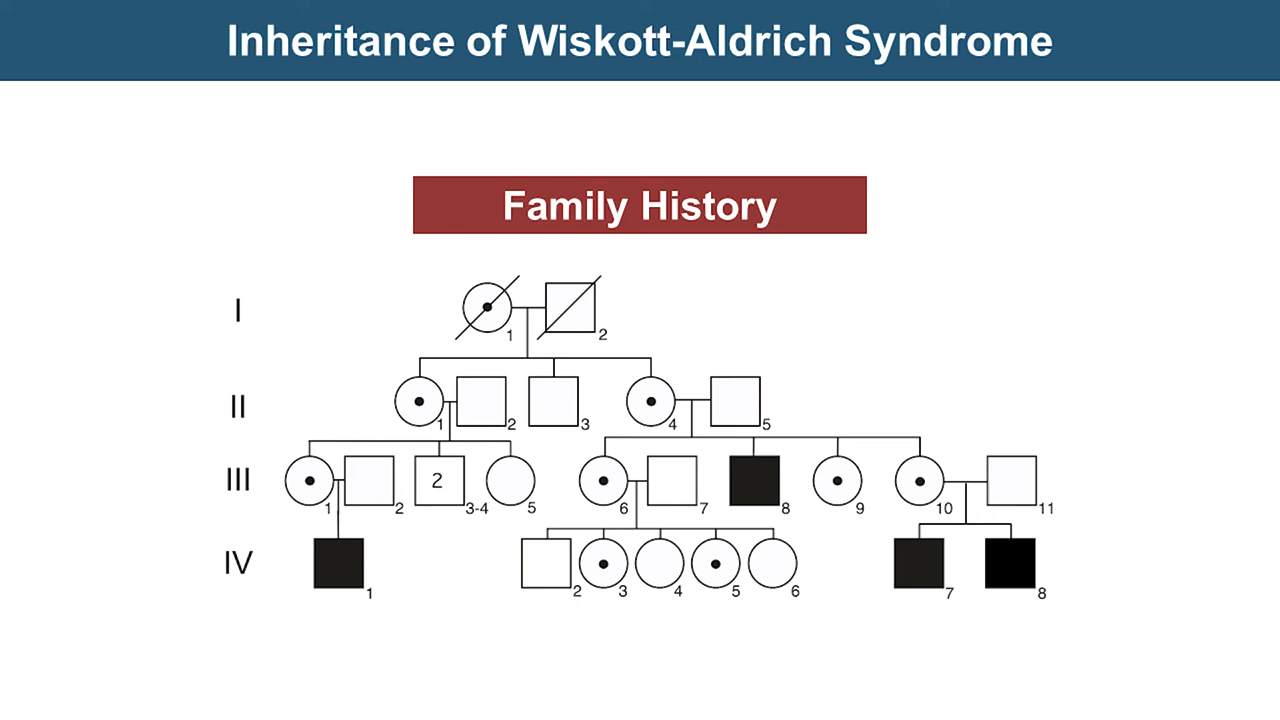 Inheritance of Wiskott-Aldrich Syndrome
Family History
I
1 2
II
1 2 3 4 5
III
2
1 2 3-4 5 6 7 8 9 10 11
IV
1 2 3 4 5 6 7 8